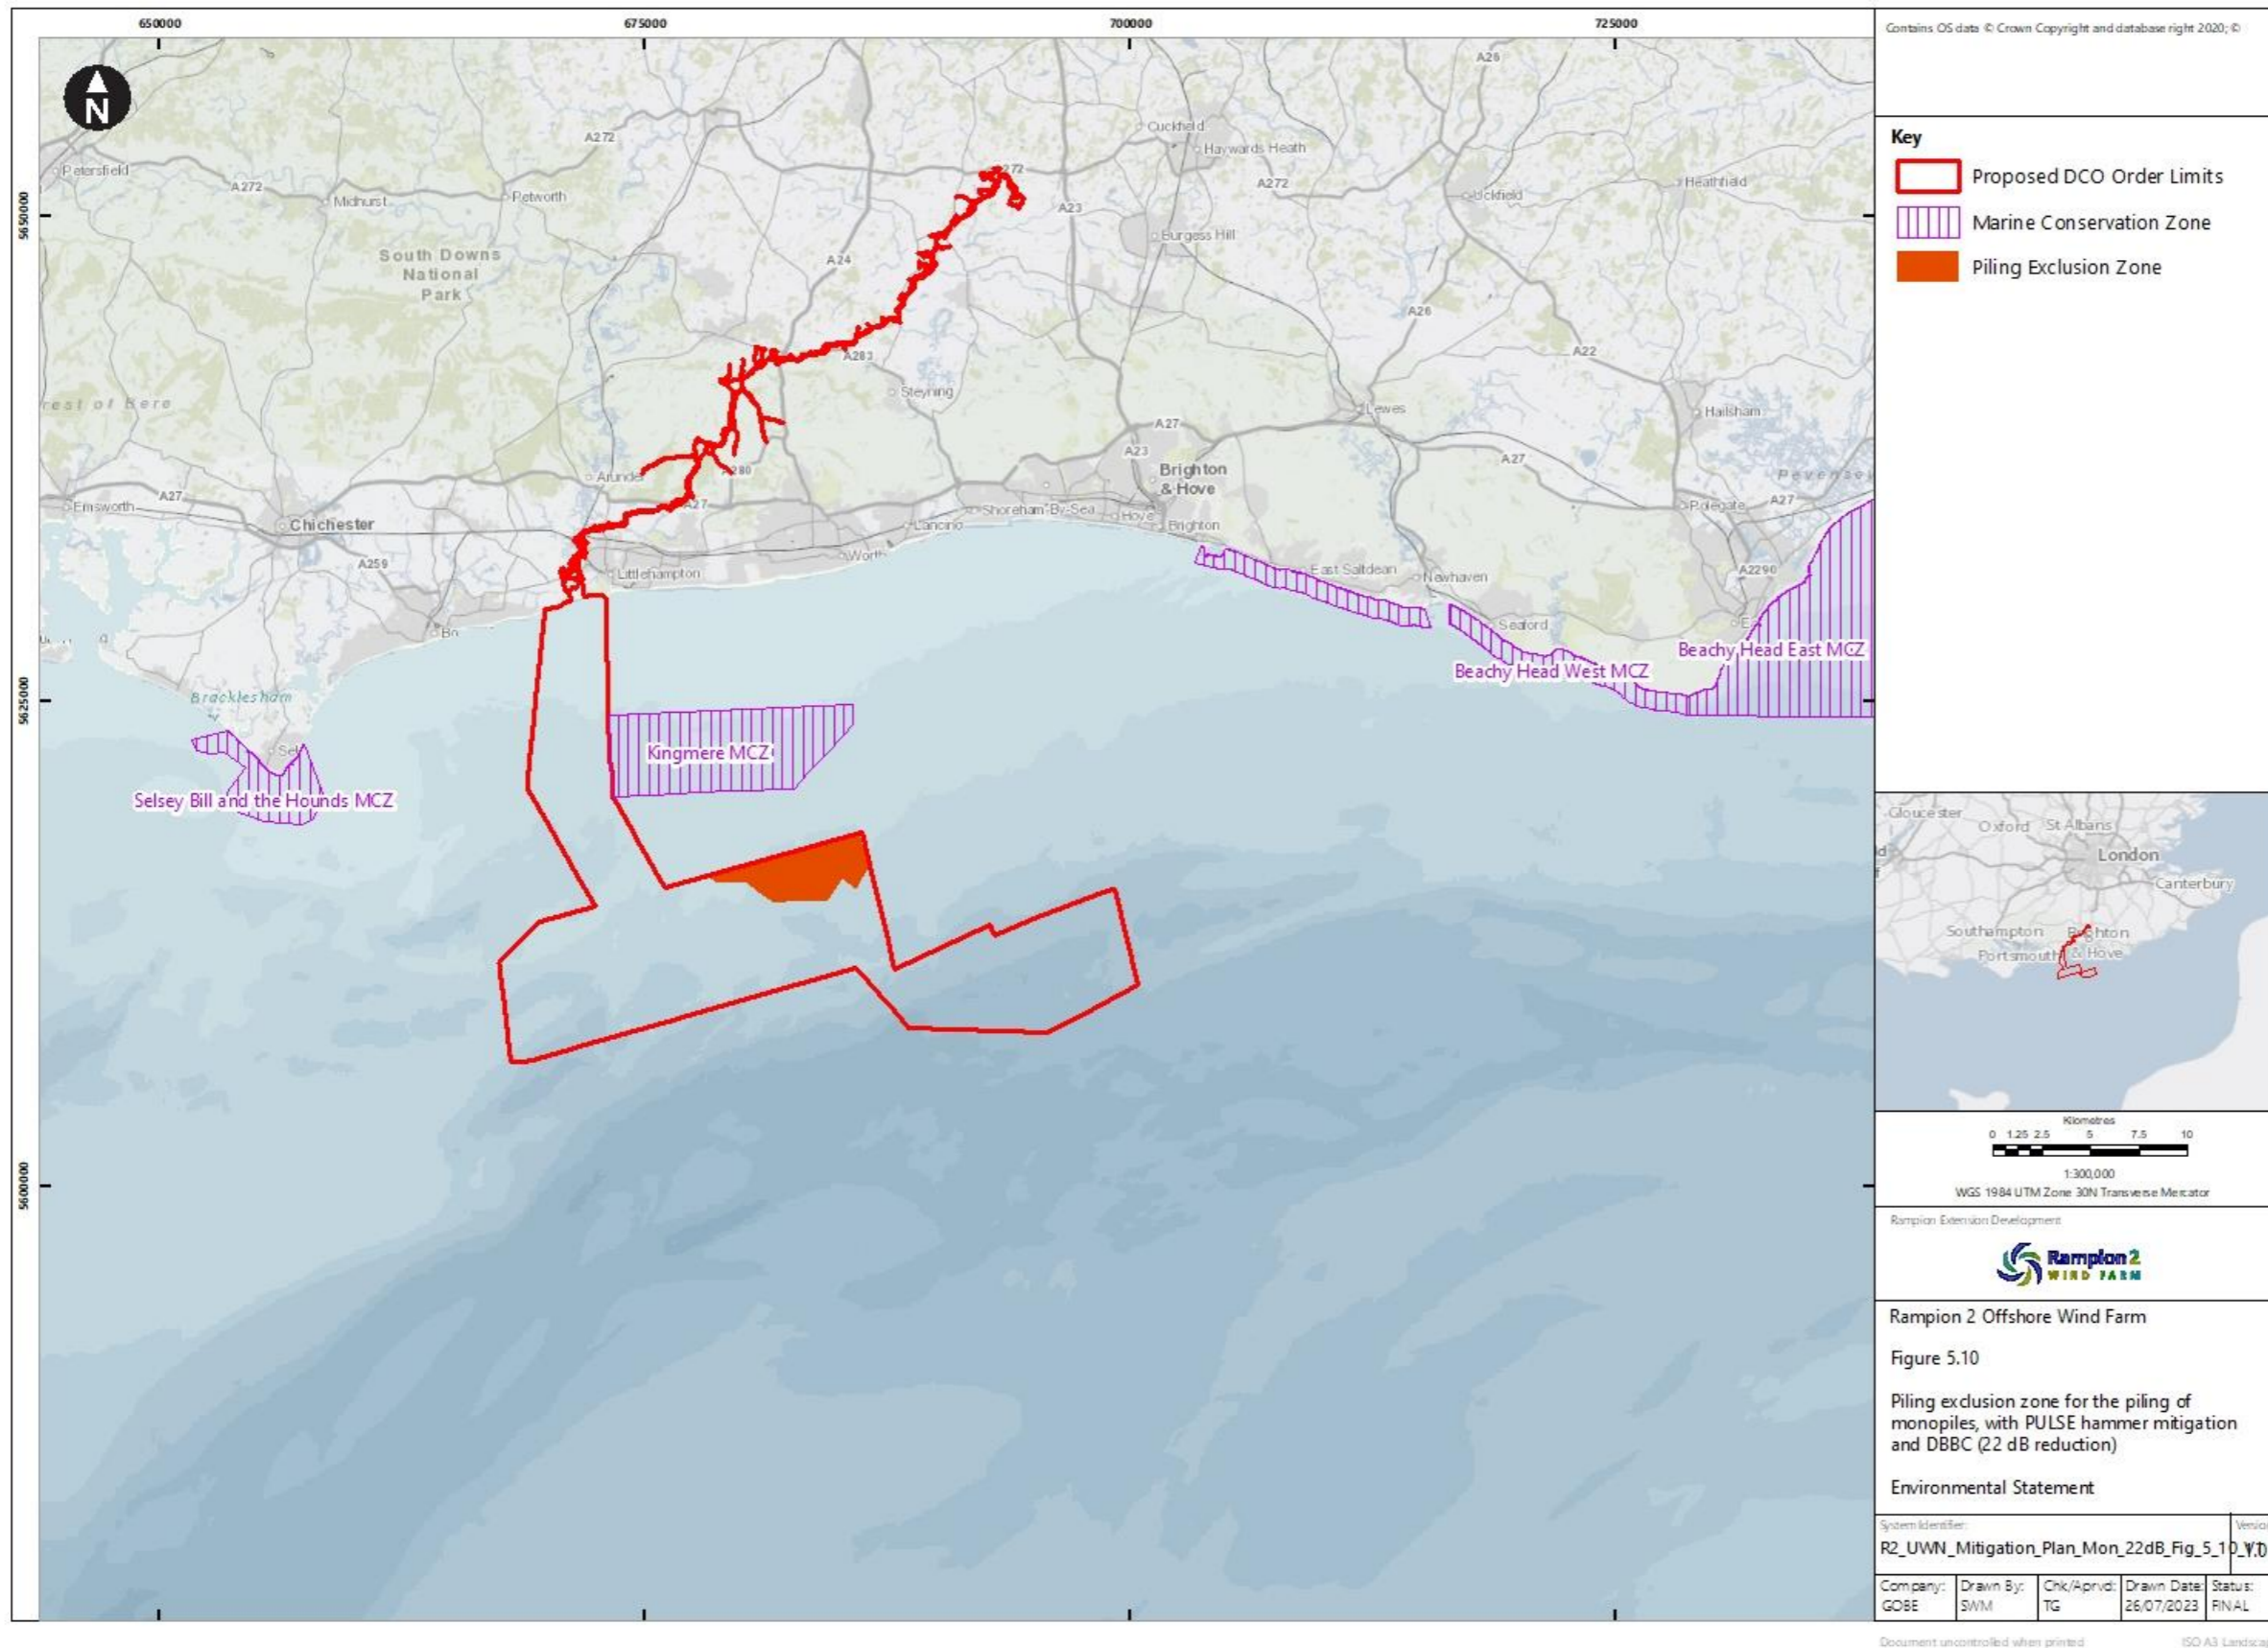 650000
675000
700000
725000
5650000
5625000
5600000
N
A26
A272
Cuckfield
Haywards Heath
Petersfield
A272
272
A272
Midhurst
Petworth
Heathfield
A23
Burgess Hill
South Downs
National
Park
A24
A26
A22
A283
Steyning
Lewes
Hailsham
A27
A23
Brighton
& Hove
A27
A280
Emsworth
A27
Chichester
A27
Shoreham-By-Sea
Hove
Brighton
Polegate
A27
A259
Littlehampton
Worth
East Saltdean
Newhaven
A2290
Bo
Seaford
Beachy Head East MCZ
Beachy Head West MCZ
Bracklesham
Kingmere MCZ
Sel
Selsey Bill and the Hounds MCZ
Contains OS data © Crown Copyright and database right 2020; ©
Key
Proposed DCO Order Limits
Marine Conservation Zone
Piling Exclusion Zone
Gloucester
Oxford
St Albans
London
Canterbury
Southampton
Portsmouth
& Hove
Kilometres
0 1.25 2.5 5 7.5 10
1:300,000
WGS 1984 UTM Zone 30N Transverse Mercator
Rampion Extension Development
Rampion 2
WIND FARM
Rampion 2 Offshore Wind Farm
Figure 5.10
Piling exclusion zone for the piling of
monopiles, with PULSE hammer mitigation
and DBBC (22 dB reduction)
Environmental Statement
System Identifier:
R2_UWN_Mitigation_Plan_Mon_22dB_Fig_5_10
Company: Drawn By: Chk/Aprvd: Drawn Date: Status:
GOBE SWM TG 26/07/2023 FINAL
Document uncontrolled when printed
ISO A3